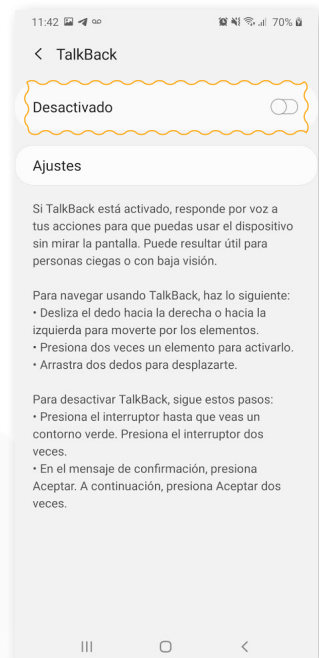 11:42 70%
TalkBack
Desactivado
Ajustes
Si TalkBack está activado, responde por voz a
tus acciones para que puedas usar el dispositivo
sin mirar la pantalla. Puede resultar útil para
personas ciegas o con baja visión.
Para navegar usando TalkBack, haz lo siguiente:
• Desliza el dedo hacia la derecha o hacia la
izquierda para moverte por los elementos.
• Presiona dos veces un elemento para activarlo.
• Arrastra dos dedos para desplazarte.
Para desactivar TalkBack, sigue estos pasos:
• Presiona el interruptor hasta que veas un
contorno verde. Presiona el interruptor dos
veces.
• En el mensaje de confirmación, presiona
Aceptar. A continuación, presiona Aceptar dos
veces.